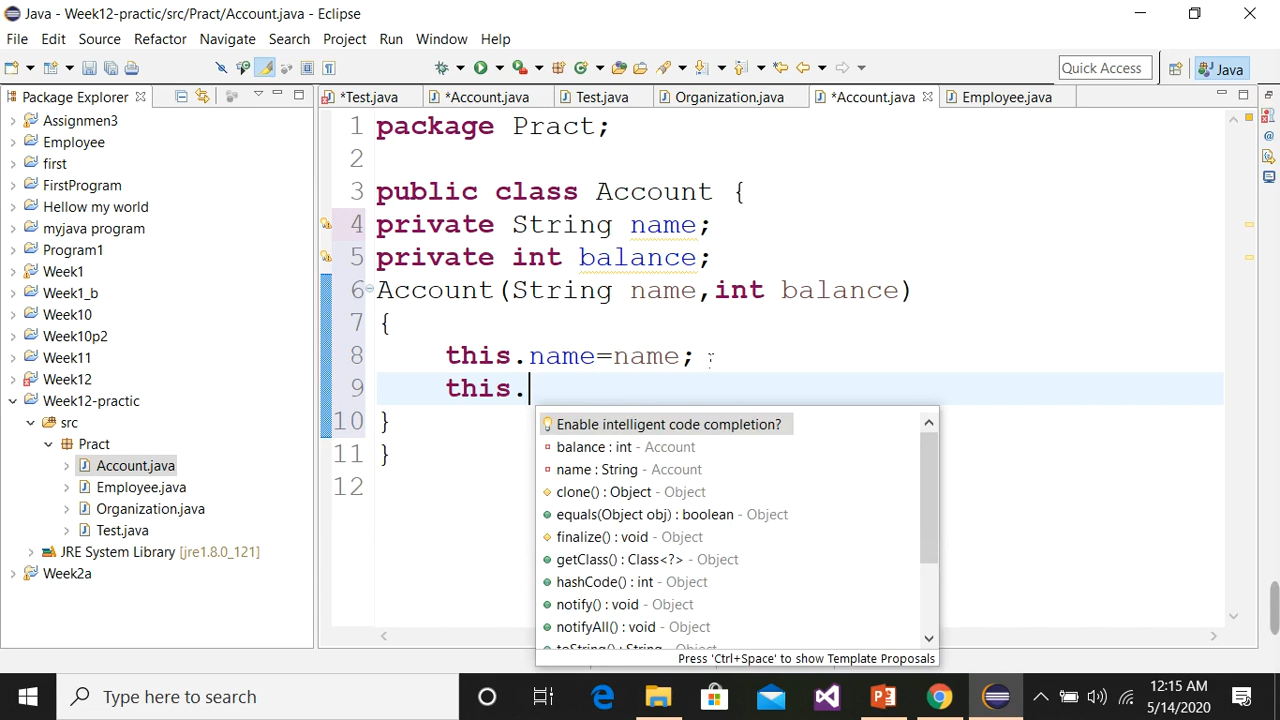 Java - Week12-practic/src/Pract/Account.java - Eclipse
File Edit Source Refactor Navigate Search Project Run Window Help
Quick Access Java
Package Explorer
Assignmen3
Employee
first
FirstProgram
Hellow my world
myjava program
Program1
Week1
Week1_b
Week10
Week10p2
Week11
Week12
Week12-practic
src
Pract
Account.java
Employee.java
Organization.java
Test.java
JRE System Library [jre1.8.0_121]
Week2a
*Test.java *Account.java Test.java Organization.java *Account.java Employee.java
1 package Pract;
2
3 public class Account {
4 private String name;
5 private int balance;
6 Account(String name,int balance)
7 {
8 this.name=name;
9 this.
10 }
11 }
12
Enable intelligent code completion?
balance : int - Account
name : String - Account
clone() : Object - Object
equals(Object obj) : boolean - Object
finalize() : void - Object
getClass() : Class<?> - Object
hashCode() : int - Object
notify() : void - Object
notifyAll() : void - Object
toString() : String - Object
Press 'Ctrl+Space' to show Template Proposals
Type here to search
12:15 AM
5/14/2020